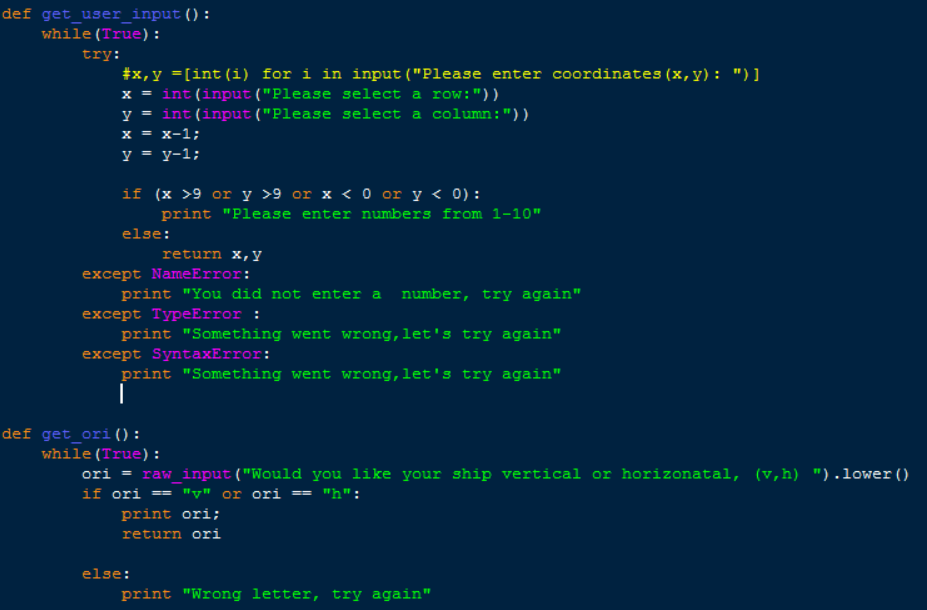 def get_user_input():
    while(True):
        try:
            #x,y =[int(i) for i in input("Please enter coordinates(x,y): ")]
            x = int(input("Please select a row:"))
            y = int(input("Please select a column:"))
            x = x-1;
            y = y-1;

            if (x >9 or y >9 or x < 0 or y < 0):
                print "Please enter numbers from 1-10"
            else:
                return x,y
        except NameError:
            print "You did not enter a  number, try again"
        except TypeError :
            print "Something went wrong,let's try again"
        except SyntaxError:
            print "Something went wrong,let's try again"

def get_ori():
    while(True):
        ori = raw_input("Would you like your ship vertical or horizonatal, (v,h) ").lower()
        if ori == "v" or ori == "h":
            print ori;
            return ori

        else:
            print "Wrong letter, try again"